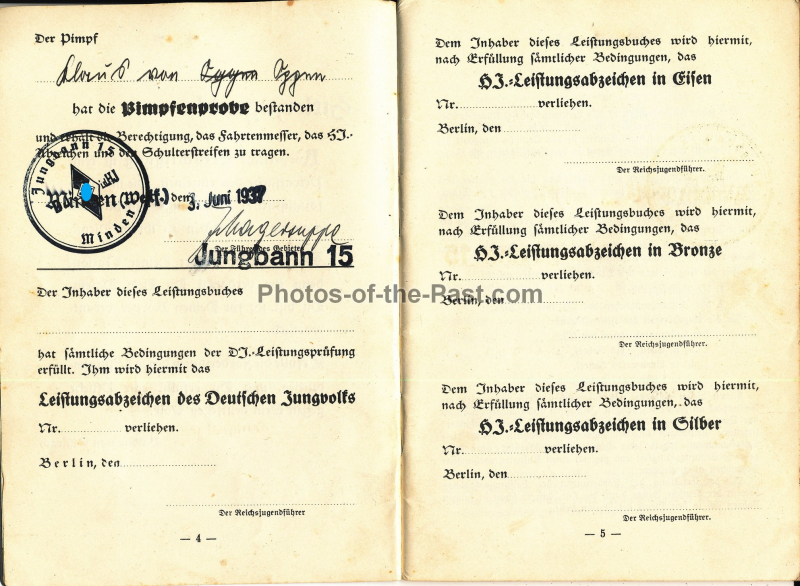 Der Pimpf
Klaus von
hat die Pimpfenprobe bestanden
und erhält die Berechtigung, das Fahrtenmesser, das HJ.-
Abzeichen und den Schulterstreifen zu tragen.
Jungbann 15
Minden
Minden (Westf.) den 3. Juni 1937
Der Führer des Gebietes
Jungbann 15
Der Inhaber dieses Leistungsbuches
hat sämtliche Bedingungen der DJ.-Leistungsprüfung
erfüllt. Ihm wird hiermit das
Leistungsabzeichen des Deutschen Jungvolks
Nr. verliehen.
Berlin, den
Der Reichsjugendführer
— 4 —
Dem Inhaber dieses Leistungsbuches wird hiermit,
nach Erfüllung sämtlicher Bedingungen, das
HJ.-Leistungsabzeichen in Eisen
Nr. verliehen.
Berlin, den
Der Reichsjugendführer.
Dem Inhaber dieses Leistungsbuches wird hiermit,
nach Erfüllung sämtlicher Bedingungen, das
HJ.-Leistungsabzeichen in Bronze
Nr. verliehen.
Berlin, den
Der Reichsjugendführer.
Dem Inhaber dieses Leistungsbuches wird hiermit,
nach Erfüllung sämtlicher Bedingungen, das
HJ.-Leistungsabzeichen in Silber
Nr. verliehen.
Berlin, den
Der Reichsjugendführer.
— 5 —
Photos-of-the-Past.com